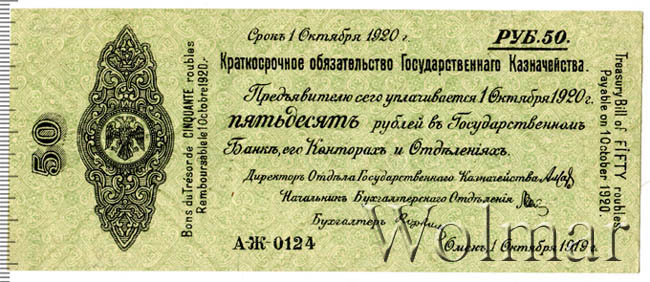 Срокъ 1 Октября 1920 г.
РУБ. 50.
Краткосрочное обязательство Государственнаго Казначейства.
Предъявителю сего уплачивается 1 Октября 1920 г.
пятьдесятъ рублей въ Государственномъ
Банкѣ, его Конторахъ и Отдѣленіяхъ.
Директоръ Отдѣла Государственнаго Казначейства
Начальникъ Бухгалтерскаго Отдѣленія
Бухгалтеръ
А-Ж-0124
Омскъ, 1 Октября 1919 г.
50
Bons du Trésor de CINQUANTE roubles
Remboursable le 1 Octobre 1920.
Treasury Bill of FIFTY roubles
Payable on 1 October 1920.
Wolmar